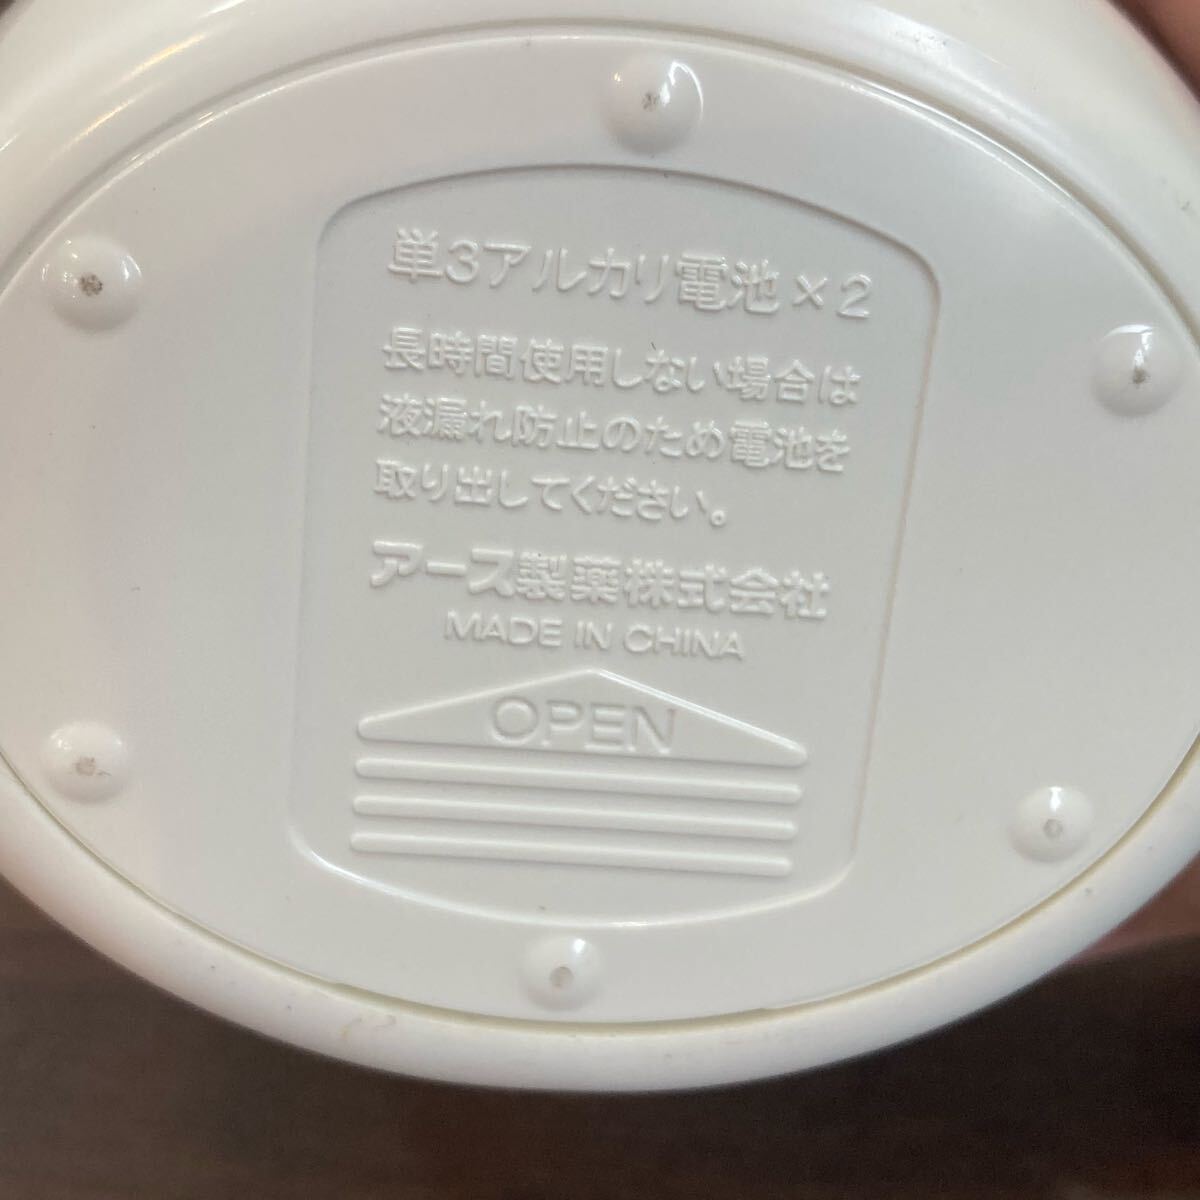 単3アルカリ電池×2
長時間使用しない場合は
液漏れ防止のため電池を
取り出してください。
アース製薬株式会社
MADE IN CHINA
OPEN